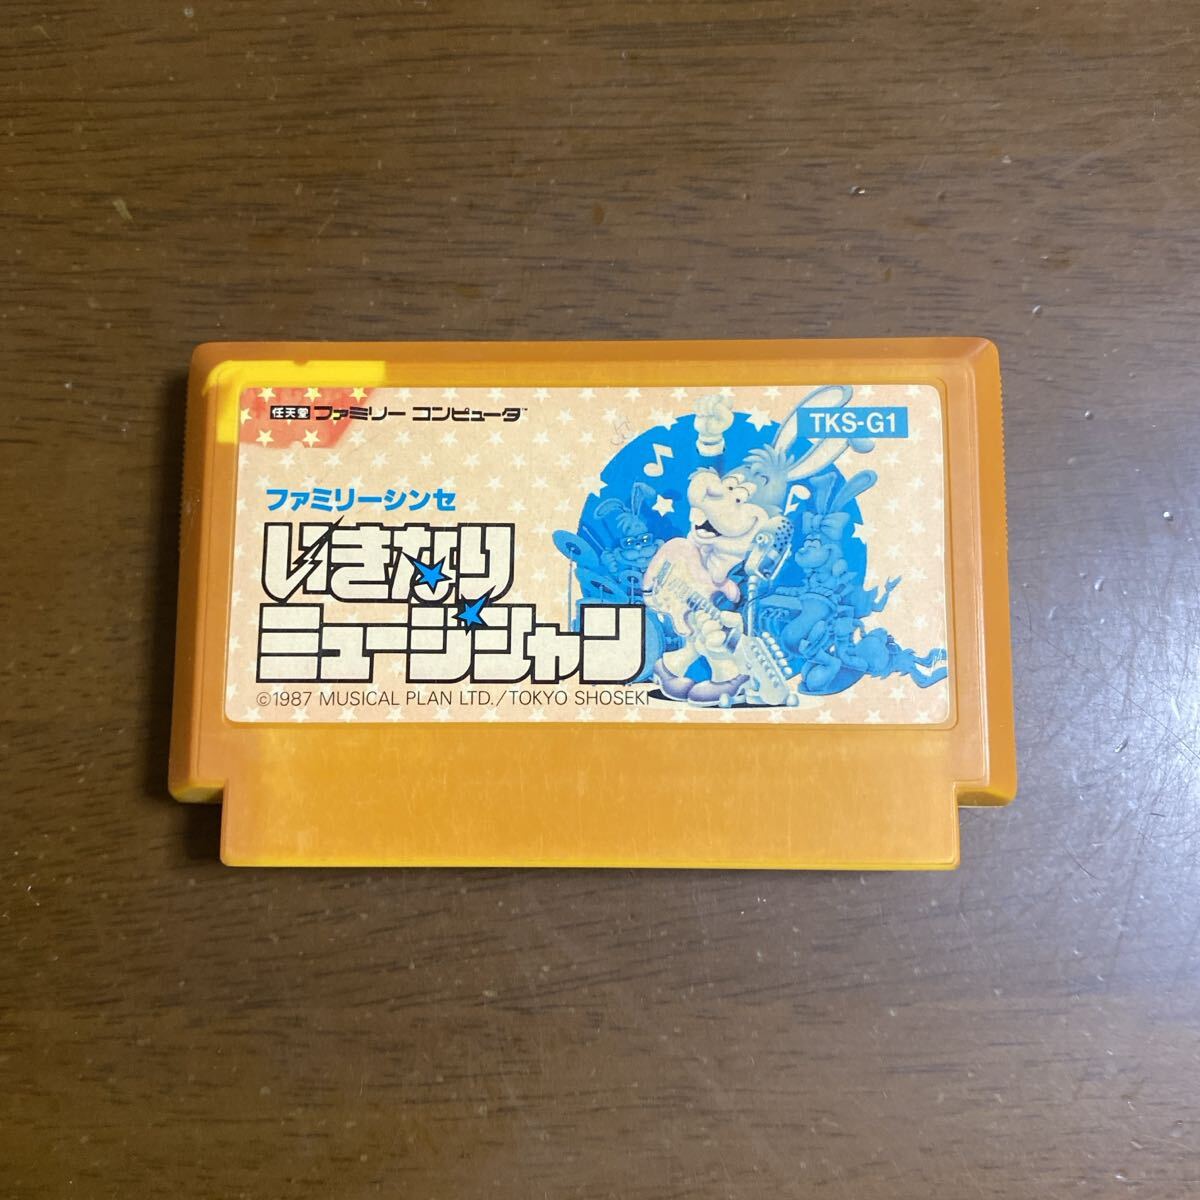 任天堂 ファミリー コンピュータ™
TKS-G1
ファミリーシンセ
いきなり
ミュージシャン
©1987 MUSICAL PLAN LTD./TOKYO SHOSEKI